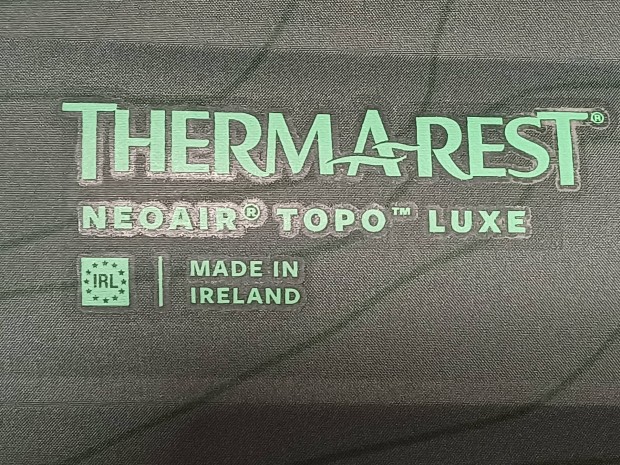 THERM-A-REST®
NEOAIR® TOPO™ LUXE
IRL
MADE IN
IRELAND